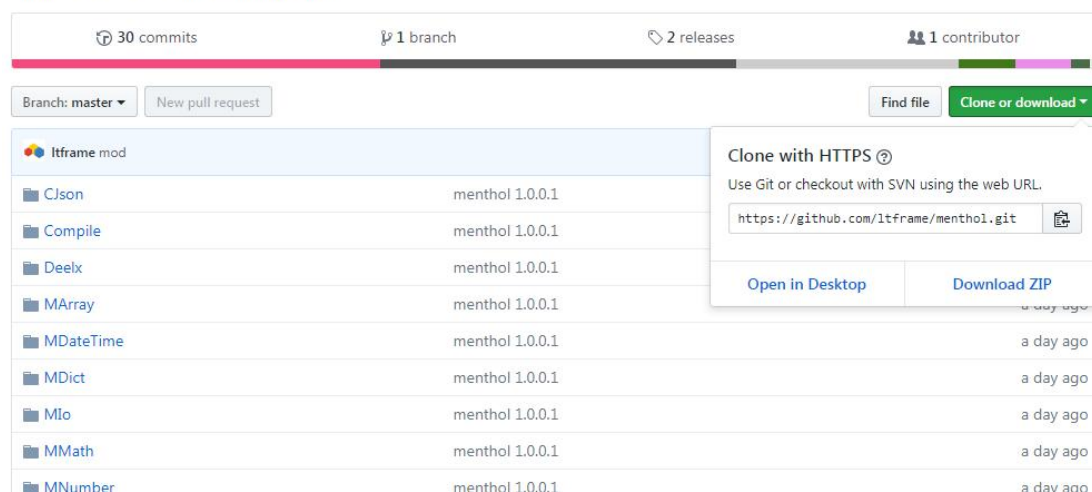 30 commits
1 branch
2 releases
1 contributor
Branch: master
New pull request
Find file
Clone or download
ltframe mod
Clone with HTTPS
Use Git or checkout with SVN using the web URL.
https://github.com/ltframe/menthol.git
Open in Desktop
Download ZIP
CJson menthol 1.0.0.1
Compile menthol 1.0.0.1
Deelx menthol 1.0.0.1
MArray menthol 1.0.0.1 a day ago
MDateTime menthol 1.0.0.1 a day ago
MDict menthol 1.0.0.1 a day ago
MIo menthol 1.0.0.1 a day ago
MMath menthol 1.0.0.1 a day ago
MNumber menthol 1.0.0.1 a day ago